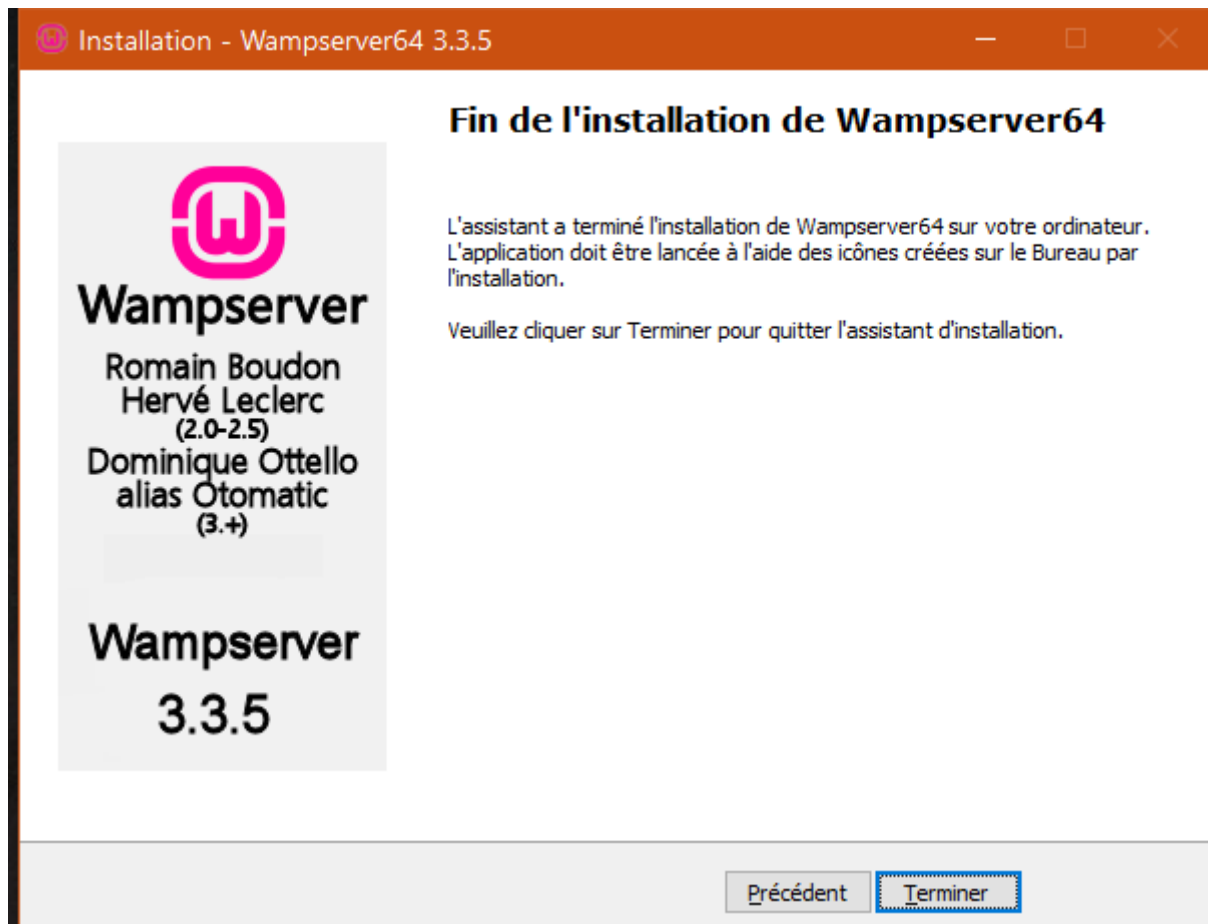 Installation - Wampserver64 3.3.5
Fin de l'installation de Wampserver64
L'assistant a terminé l'installation de Wampserver64 sur votre ordinateur.
L'application doit être lancée à l'aide des icônes créées sur le Bureau par
l'installation.
Veuillez cliquer sur Terminer pour quitter l'assistant d'installation.
Wampserver
Romain Boudon
Hervé Leclerc
(2.0-2.5)
Dominique Ottello
alias Otomatic
(3.+)
Wampserver
3.3.5
Précédent
Terminer